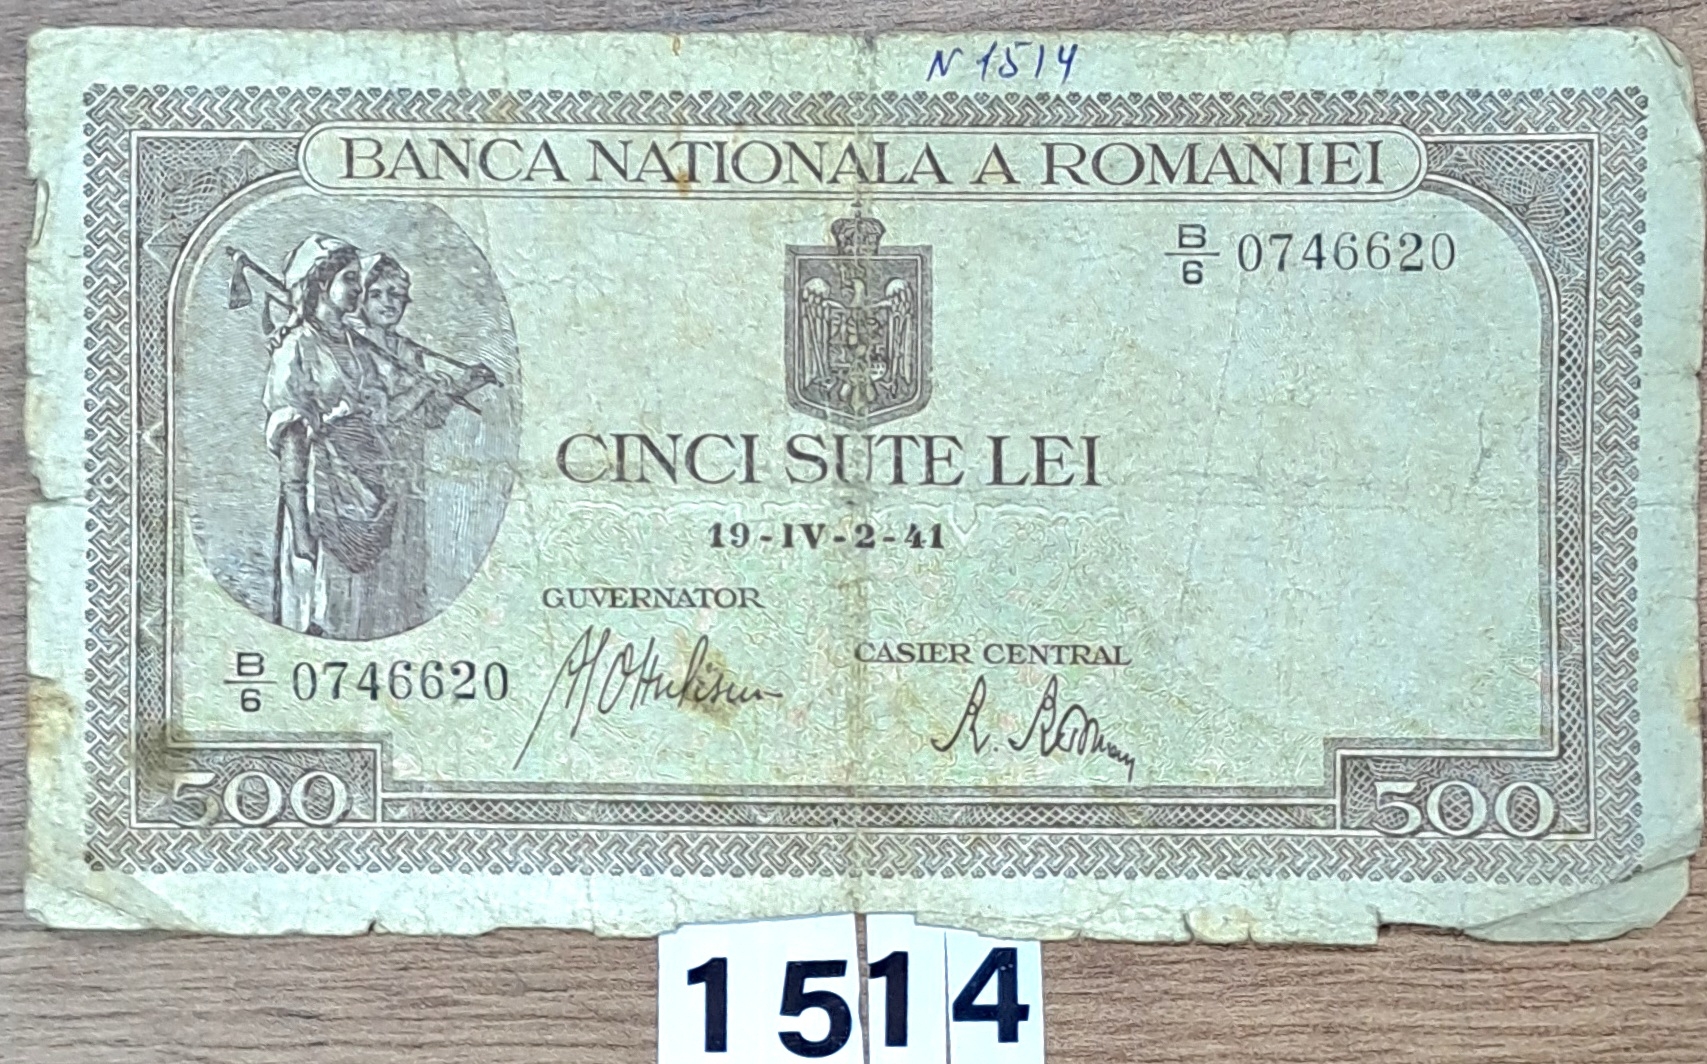 N 1514
BANCA NATIONALA A ROMANIEI
B/6 0746620
CINCI SUTE LEI
19-IV-2-41
GUVERNATOR
CASIER CENTRAL
B/6 0746620
500
500
1514